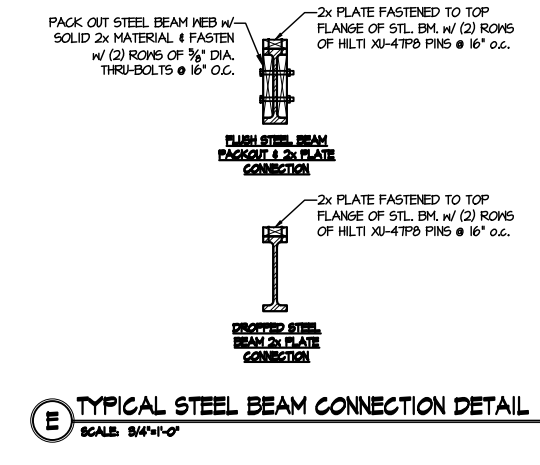 PACK OUT STEEL BEAM WEB W/
SOLID 2x MATERIAL & FASTEN
W/ (2) ROWS OF 5/8" DIA.
THRU-BOLTS @ 16" O.C.
2x PLATE FASTENED TO TOP
FLANGE OF STL. BM. W/ (2) ROWS
OF HILTI XU-47P8 PINS @ 16" O.C.
FLUSH STEEL BEAM
PACKOUT & 2x PLATE
CONNECTION
2x PLATE FASTENED TO TOP
FLANGE OF STL. BM. W/ (2) ROWS
OF HILTI XU-47P8 PINS @ 16" O.C.
DROPPED STEEL
BEAM 2x PLATE
CONNECTION
E TYPICAL STEEL BEAM CONNECTION DETAIL
SCALE: 3/4"=1'-0"